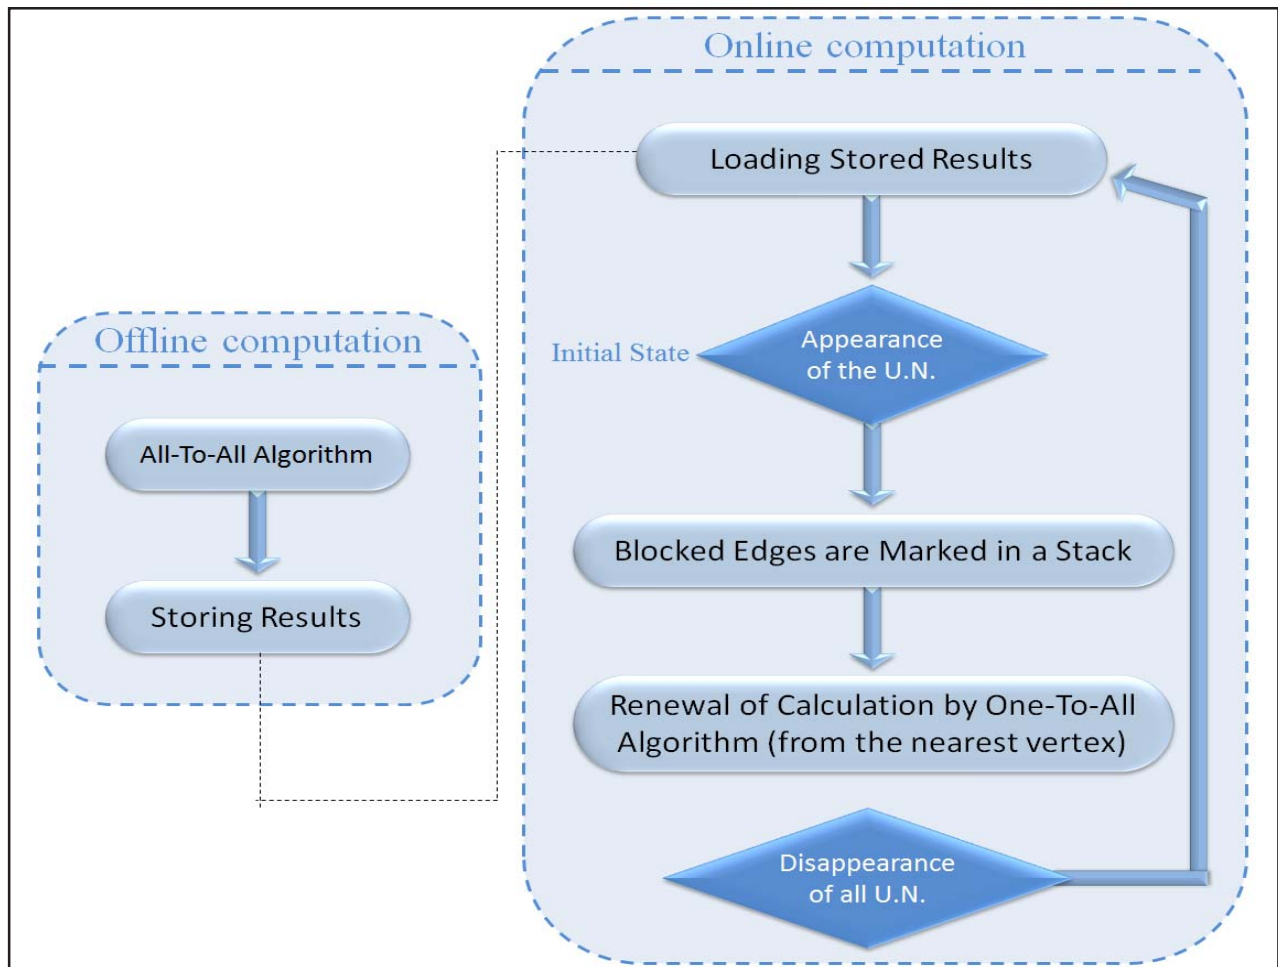 Online computation
Loading Stored Results
Initial State
Appearance
of the U.N.
Blocked Edges are Marked in a Stack
Renewal of Calculation by One-To-All
Algorithm (from the nearest vertex)
Disappearance
of all U.N.
Offline computation
All-To-All Algorithm
Storing Results